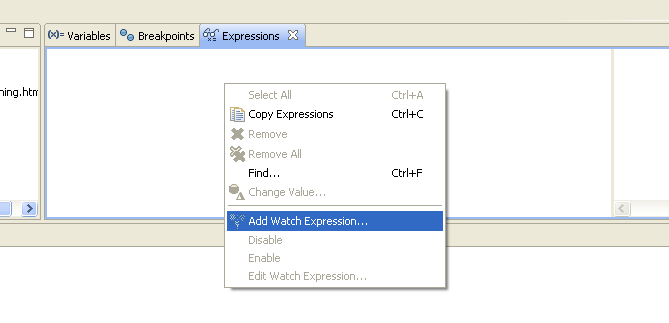 (x)= Variables Breakpoints Expressions
ning.htm
Select All Ctrl+A
Copy Expressions Ctrl+C
Remove
Remove All
Find... Ctrl+F
Change Value...
Add Watch Expression...
Disable
Enable
Edit Watch Expression...